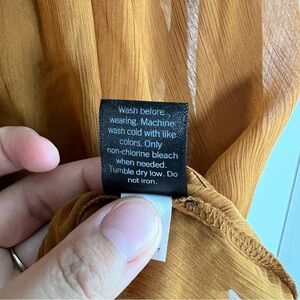 Wash before
wearing. Machine
wash cold with like
colors. Only
non-chlorine bleach
when needed.
Tumble dry low. Do
not iron.